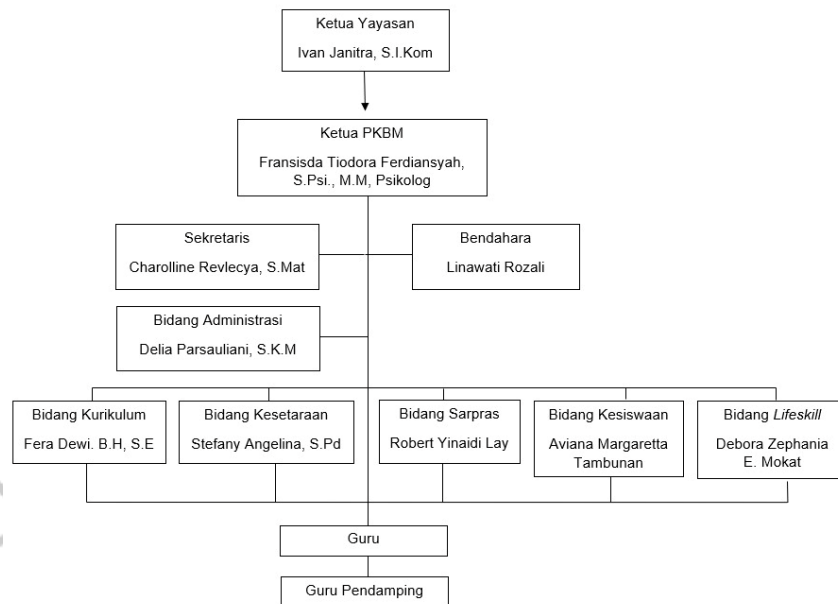 Ketua Yayasan
Ivan Janitra, S.I.Kom
Ketua PKBM
Fransisda Tiodora Ferdiansyah,
S.Psi., M.M, Psikolog
Sekretaris
Charolline Revlecya, S.Mat
Bendahara
Linawati Rozali
Bidang Administrasi
Delia Parsauliani, S.K.M
Bidang Kurikulum
Fera Dewi. B.H, S.E
Bidang Kesetaraan
Stefany Angelina, S.Pd
Bidang Sarpras
Robert Yinaidi Lay
Bidang Kesiswaan
Aviana Margaretta
Tambunan
Bidang Lifeskill
Debora Zephania
E. Mokat
Guru
Guru Pendamping